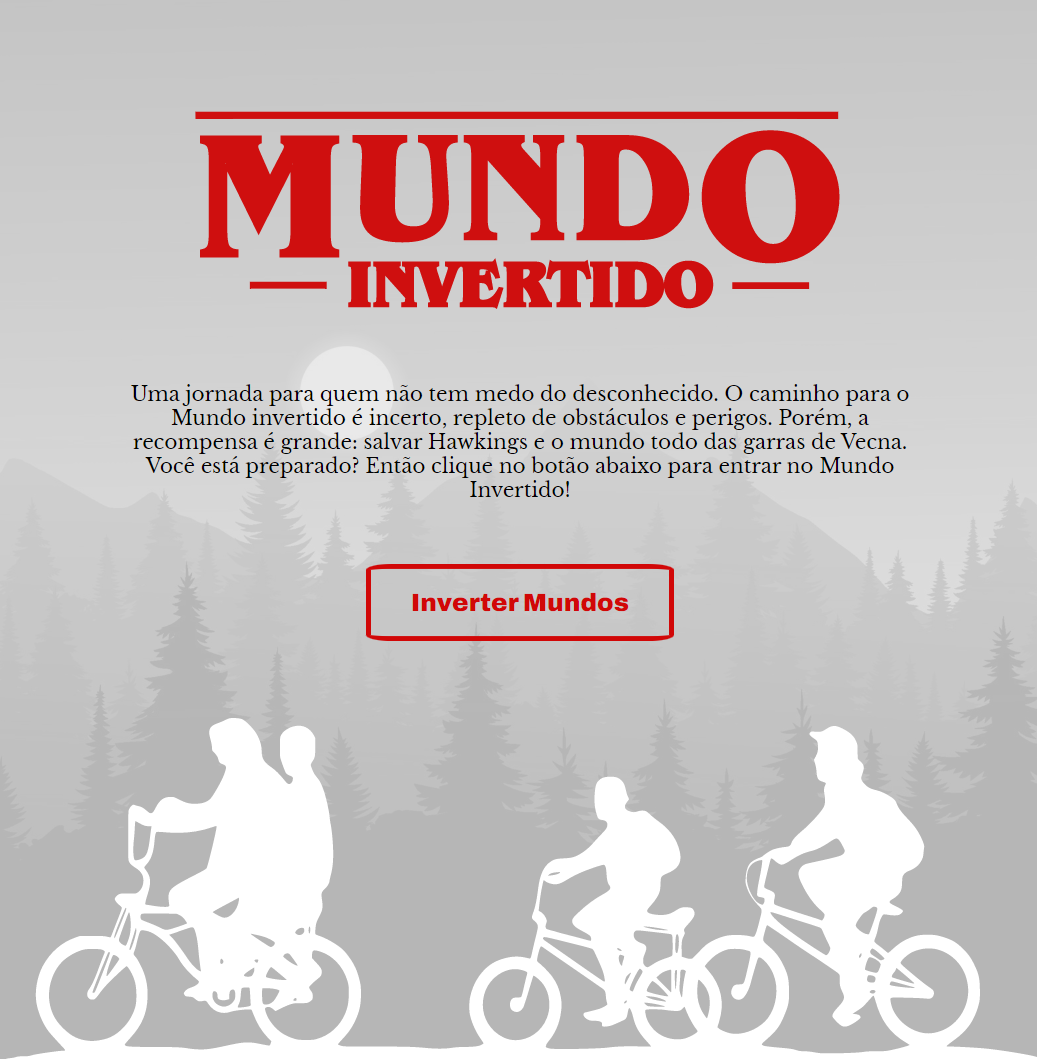 MUNDO
INVERTIDO
Uma jornada para quem não tem medo do desconhecido. O caminho para o
Mundo invertido é incerto, repleto de obstáculos e perigos. Porém, a
recompensa é grande: salvar Hawkings e o mundo todo das garras de Vecna.
Você está preparado? Então clique no botão abaixo para entrar no Mundo
Invertido!
Inverter Mundos